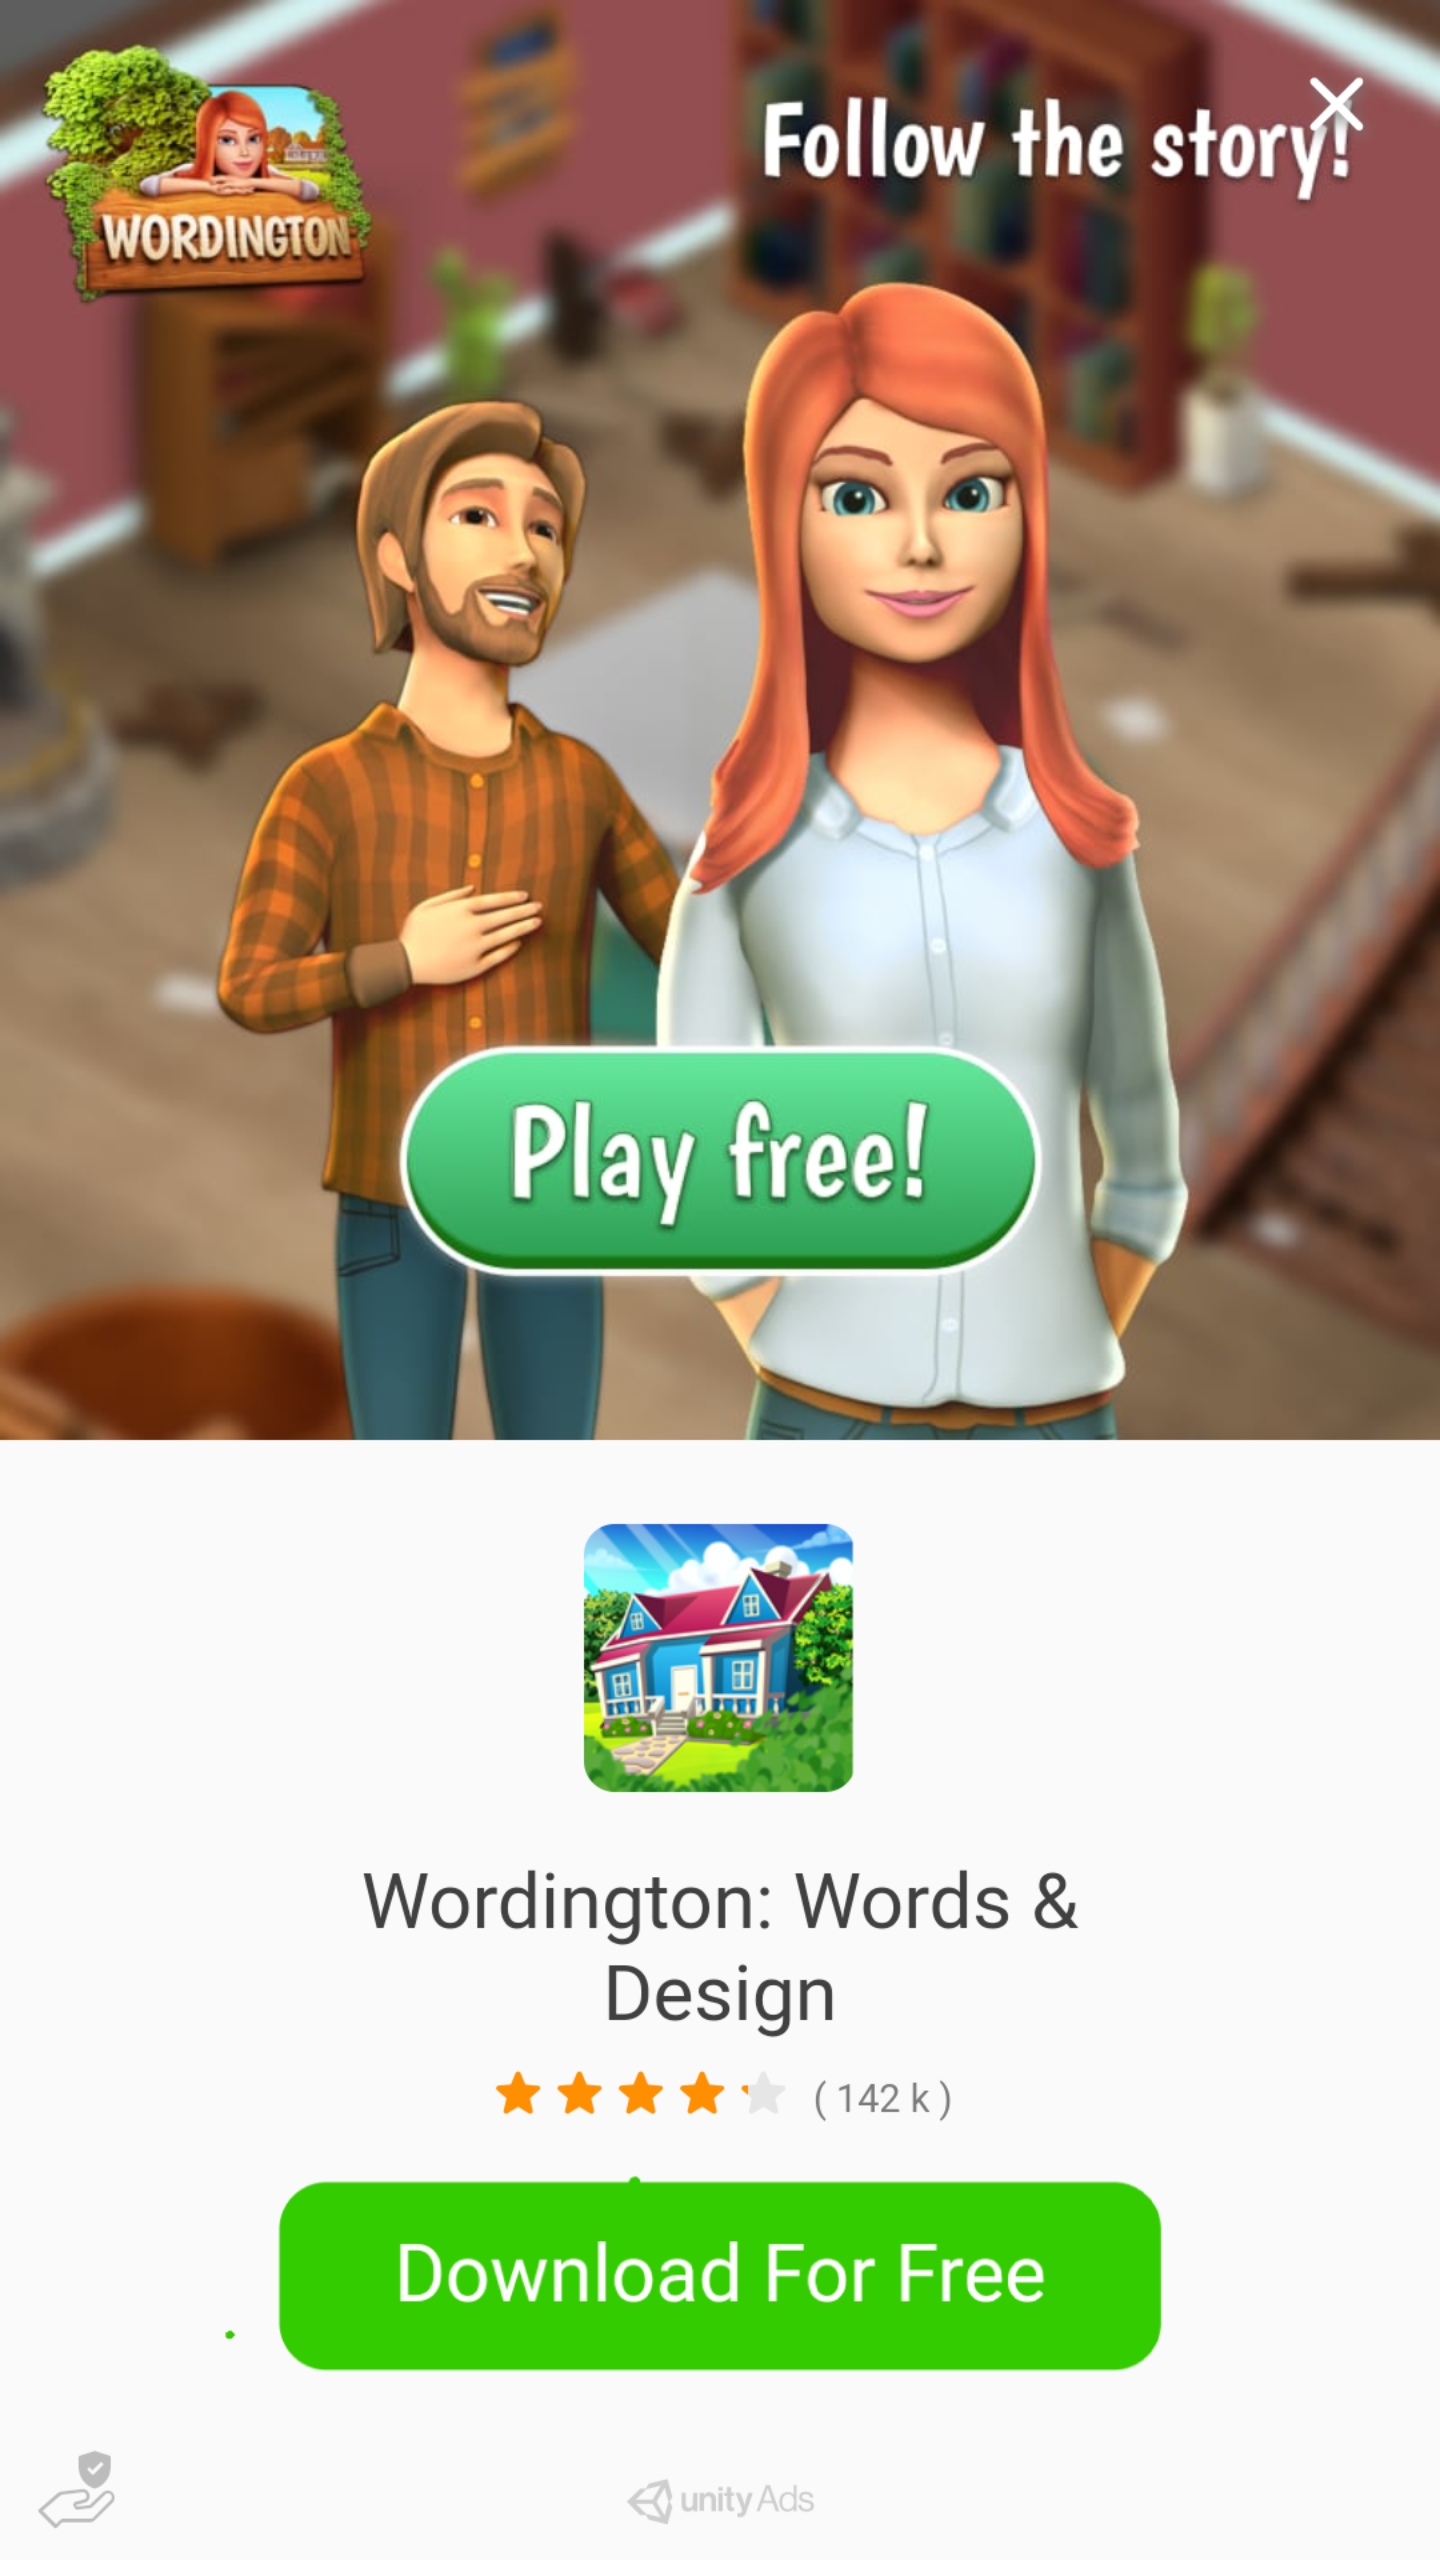 Follow the story!
WORDINGTON
Play free!
Wordington: Words &
Design
( 142 k )
Download For Free
unity Ads